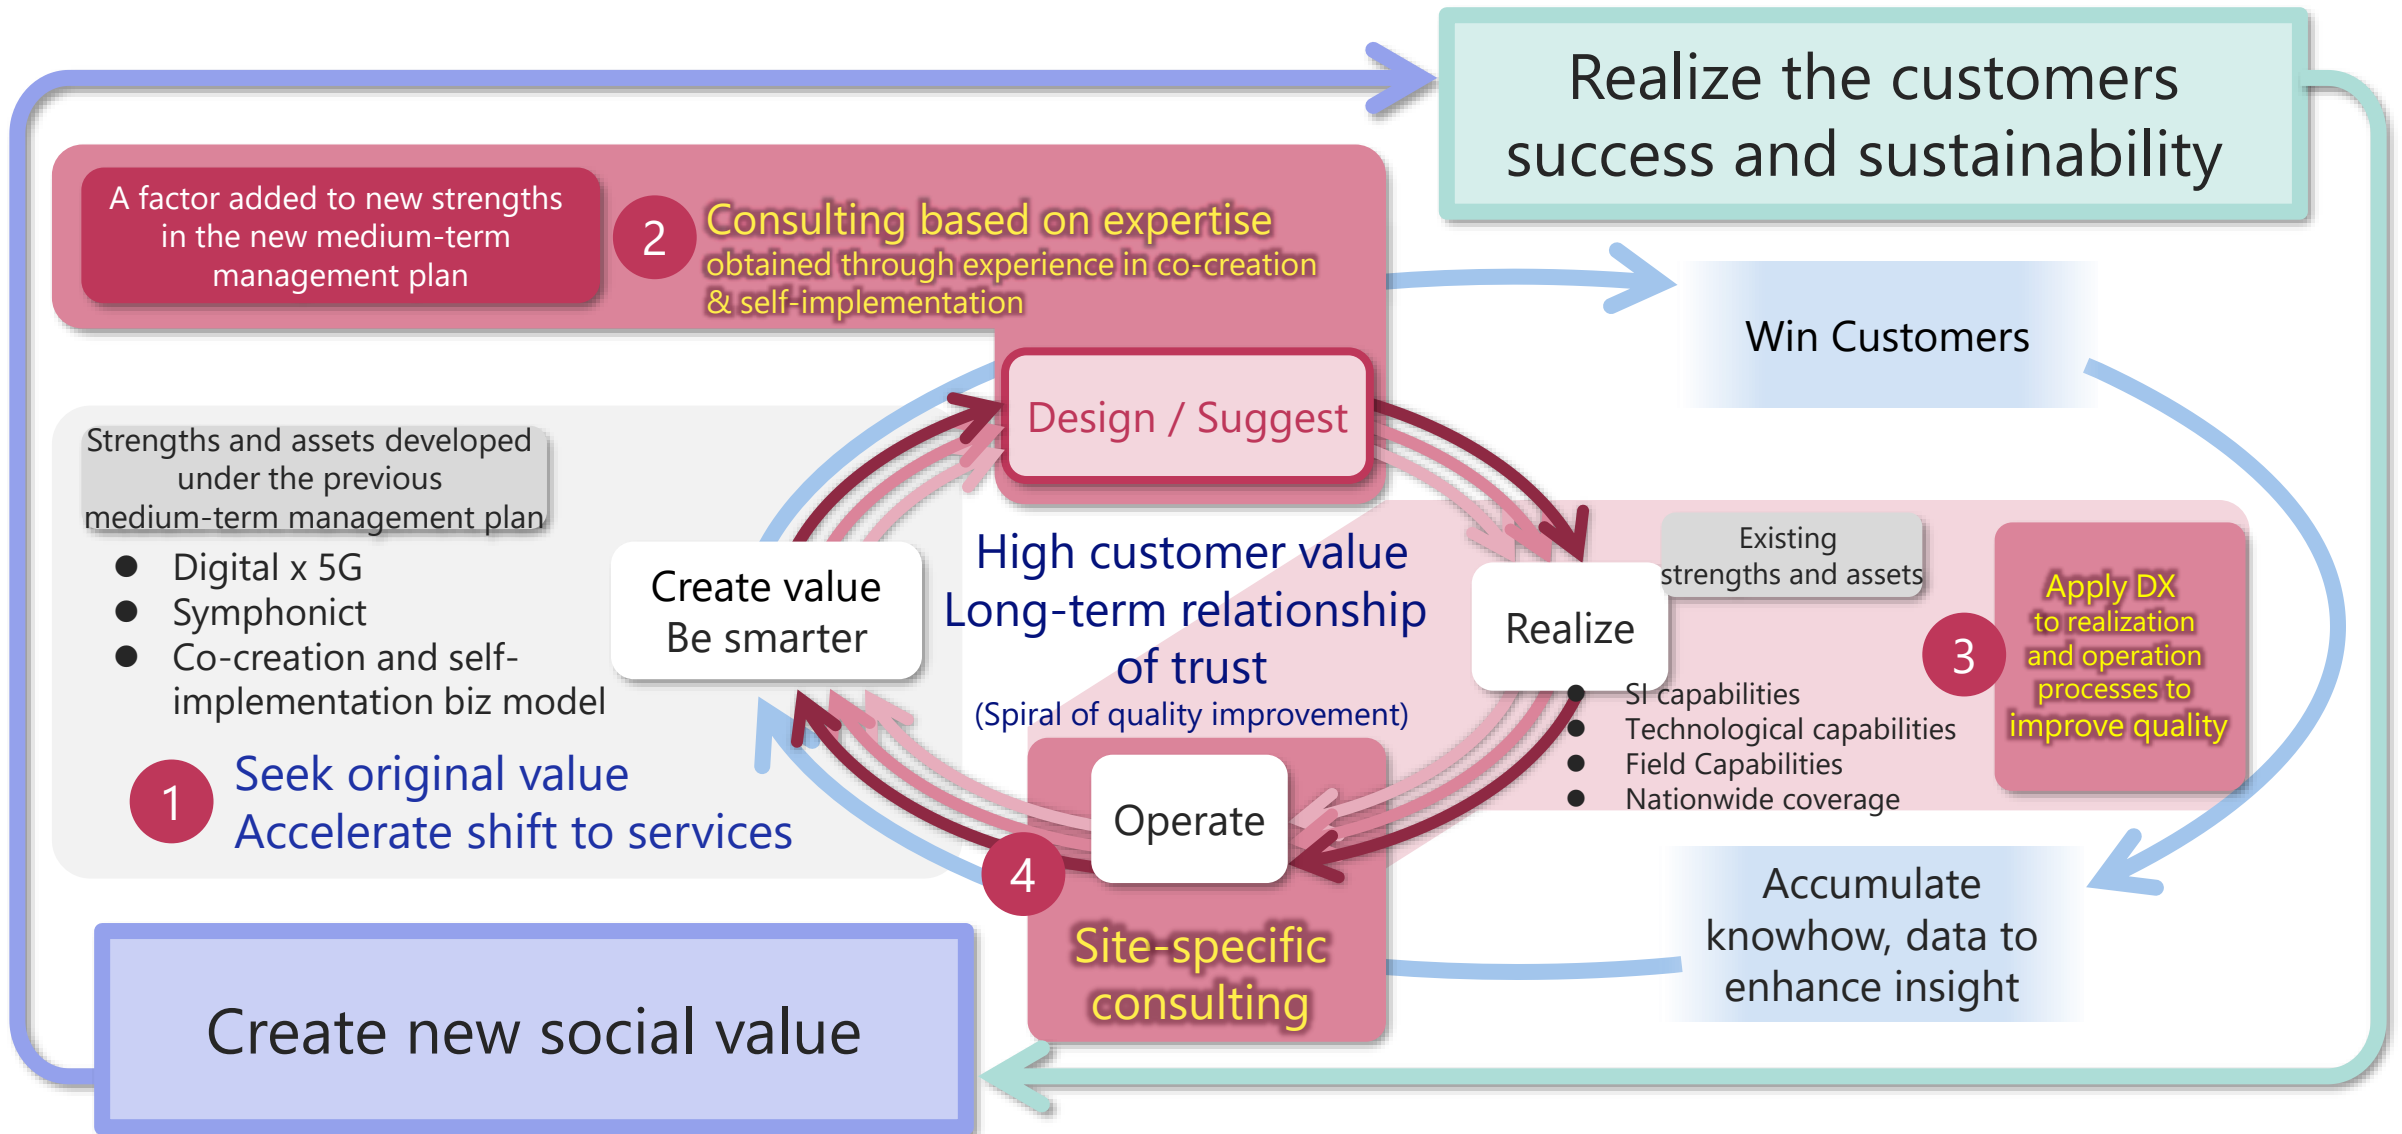 Realize the customers
success and sustainability
A factor added to new strengths
in the new medium-term
management plan
2
Consulting based on expertise
obtained through experience in co-creation
& self-implementation
Win Customers
Design / Suggest
Strengths and assets developed
under the previous
medium-term management plan
● Digital x 5G
● Symphonict
● Co-creation and self-
implementation biz model
1
Seek original value
Accelerate shift to services
Create value
Be smarter
High customer value
Long-term relationship
of trust
(Spiral of quality improvement)
Realize
Existing
strengths and assets
● SI capabilities
● Technological capabilities
● Field Capabilities
● Nationwide coverage
3
Apply DX
to realization
and operation
processes to
improve quality
Operate
4
Site-specific
consulting
Accumulate
knowhow, data to
enhance insight
Create new social value